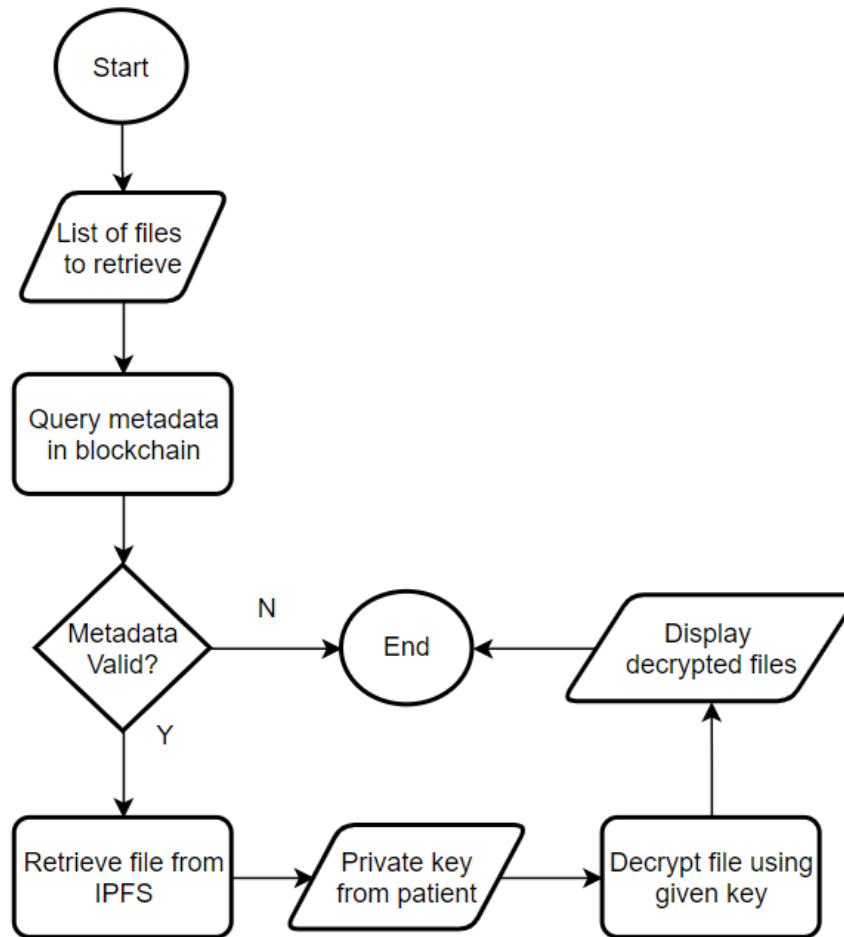 Start
List of files
to retrieve
Query metadata
in blockchain
Metadata
Valid?
N
End
Display
decrypted files
Y
Retrieve file from
IPFS
Private key
from patient
Decrypt file using
given key